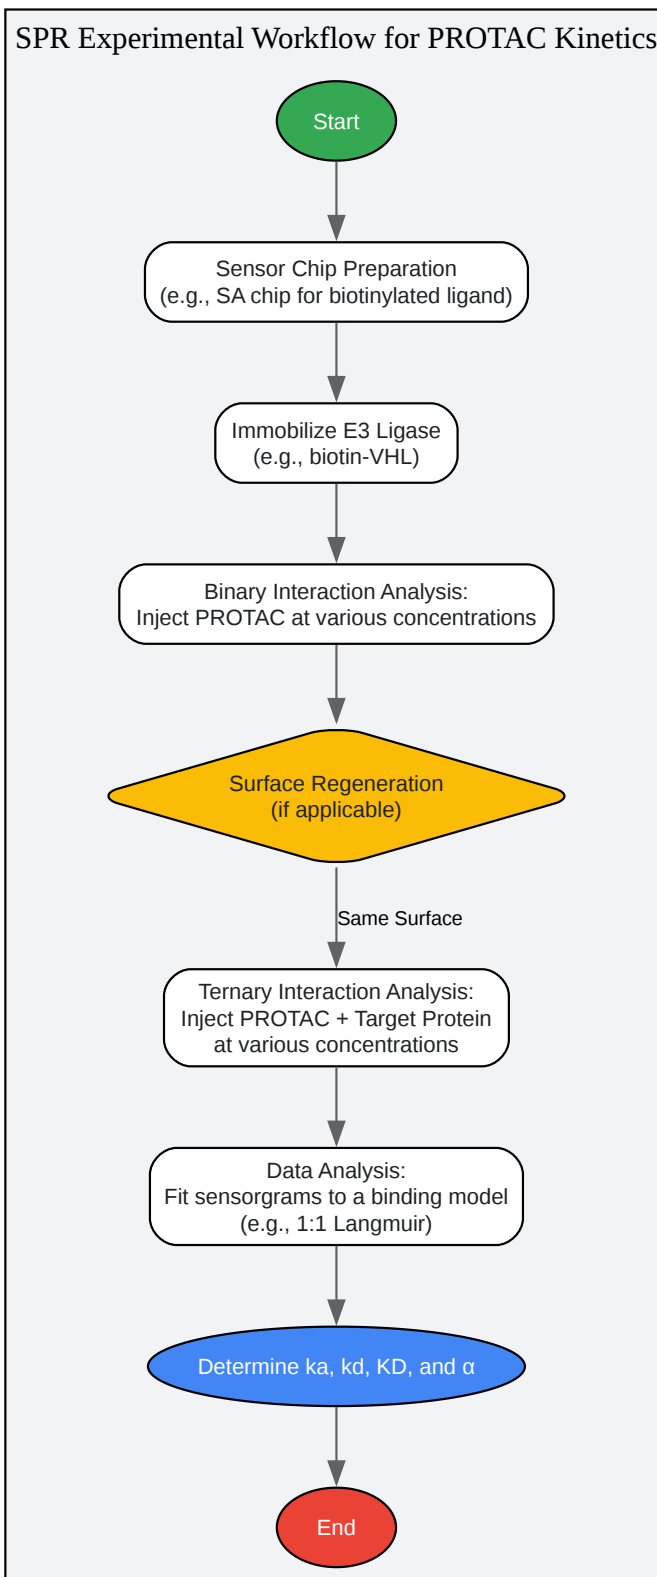 SPR Experimental Workflow for PROTAC Kinetics
Start
Sensor Chip Preparation
(e.g., SA chip for biotinylated ligand)
Immobilize E3 Ligase
(e.g., biotin-VHL)
Binary Interaction Analysis:
Inject PROTAC at various concentrations
Surface Regeneration
(if applicable)
Same Surface
Ternary Interaction Analysis:
Inject PROTAC + Target Protein
at various concentrations
Data Analysis:
Fit sensorgrams to a binding model
(e.g., 1:1 Langmuir)
Determine ka, kd, KD, and α
End